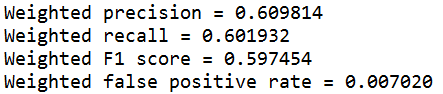 Weighted precision = 0.609814
Weighted recall = 0.601932
Weighted F1 score = 0.597454
Weighted false positive rate = 0.007020